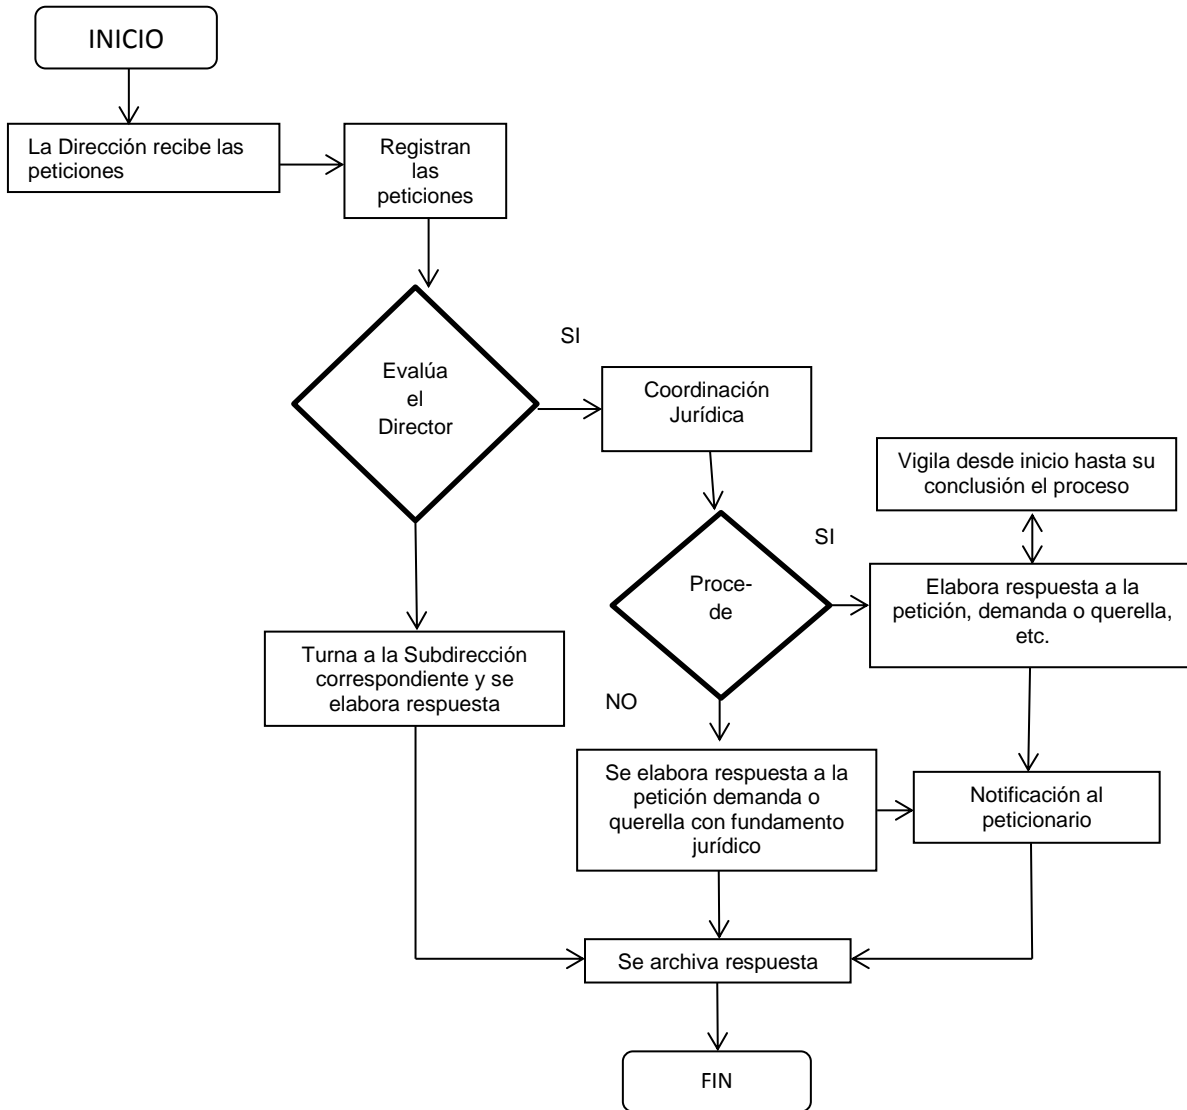 INICIO
La Dirección recibe las
peticiones
Registran
las
peticiones
Evalúa
el
Director
SI
Coordinación
Jurídica
Vigila desde inicio hasta su
conclusión el proceso
SI
Proce-
de
Elabora respuesta a la
petición, demanda o querella,
etc.
Turna a la Subdirección
correspondiente y se
elabora respuesta
NO
Se elabora respuesta a la
petición demanda o
querella con fundamento
jurídico
Notificación al
peticionario
Se archiva respuesta
FIN